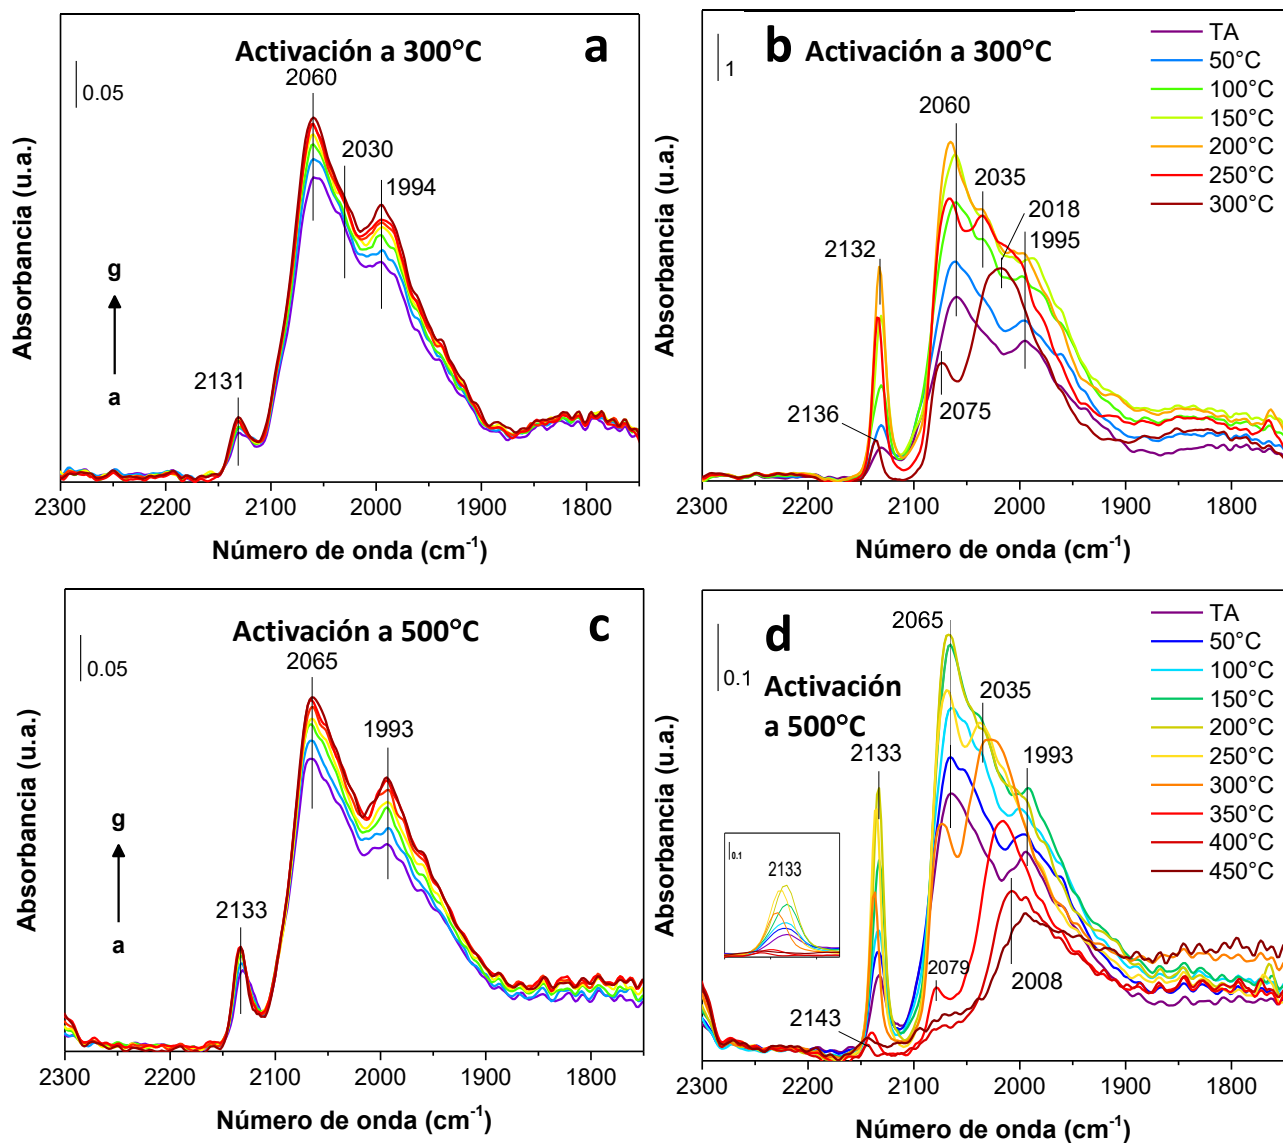 Activación a 300°C
a
0.05
2060
2030
1994
g
a
2131
Absorbancia (u.a.)
2300 2200 2100 2000 1900 1800
Número de onda (cm-1)
b
Activación a 300°C
1
2060
2035
2018
1995
2132
2136
2075
TA
50°C
100°C
150°C
200°C
250°C
300°C
Absorbancia (u.a.)
2300 2200 2100 2000 1900 1800
Número de onda (cm-1)
Activación a 500°C
c
0.05
2065
1993
g
a
2133
Absorbancia (u.a.)
2300 2200 2100 2000 1900 1800
Número de onda (cm-1)
2065
d
0.1
Activación
a 500°C
2035
2133
1993
0.1
2133
2079
2008
2143
TA
50°C
100°C
150°C
200°C
250°C
300°C
350°C
400°C
450°C
Absorbancia (u.a.)
2300 2200 2100 2000 1900 1800
Número de onda (cm-1)